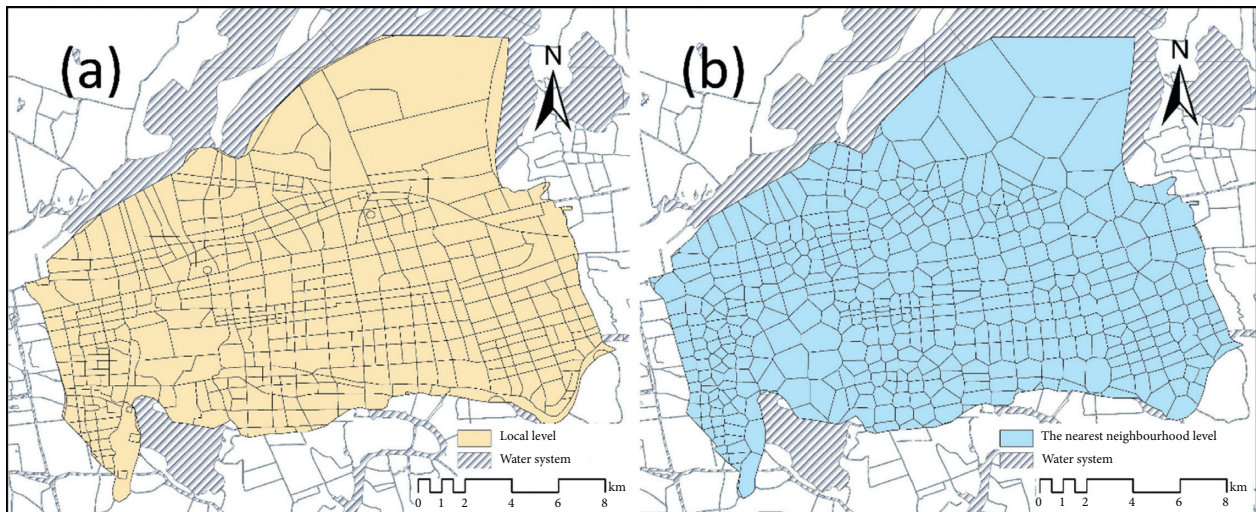 (a)
N
Local level
Water system
km
0 1 2 4 6 8
(b)
N
The nearest neighbourhood level
Water system
km
0 1 2 4 6 8